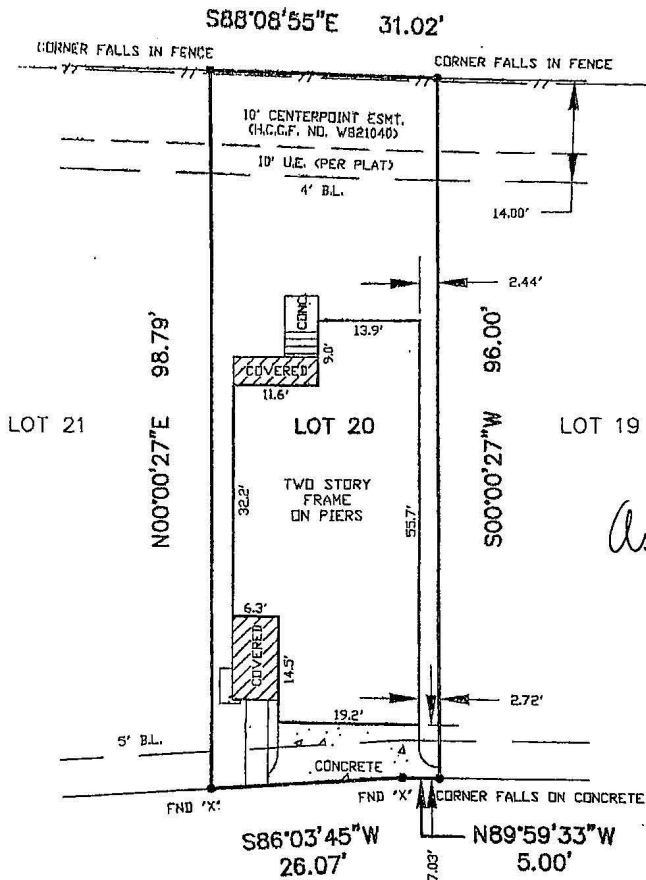 S88°08'55"E 31.02'
CORNER FALLS IN FENCE
CORNER FALLS IN FENCE
10' CENTERPOINT ESMT.
(H.C.C.F. NO. W821040)
10' U.E. (PER PLAT)
4' B.L.
14.00'
2.44'
CONC.
13.9'
9.0'
COVERED
11.6'
N00°00'27"E 98.79'
S00°00'27"W 96.00'
LOT 21
LOT 20
LOT 19
TWO STORY
FRAME
ON PIERS
32.2'
55.7'
6.3'
COVERED
14.5'
2.72'
19.2'
5' B.L.
CONCRETE
FND 'X'
FND 'X'
CORNER FALLS ON CONCRETE
S86°03'45"W
26.07'
7.03'
N89°59'33"W
5.00'